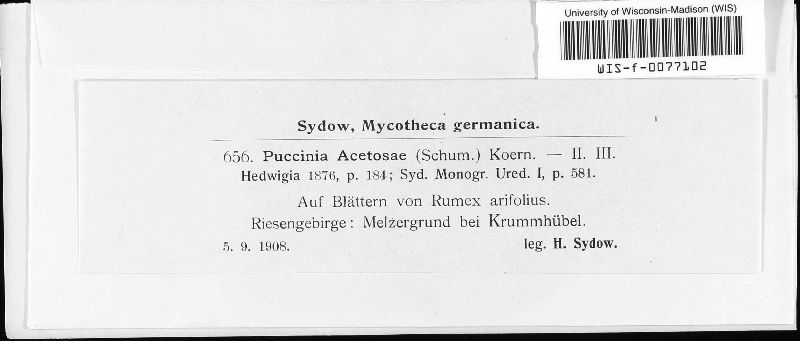 University of Wisconsin-Madison (WIS)
WIS-f-0077102
Sydow, Mycotheca germanica.
656. Puccinia Acetosae (Schum.) Koern. — II. III.
Hedwigia 1876, p. 184; Syd. Monogr. Ured. I, p. 581.
Auf Blättern von Rumex arifolius.
Riesengebirge: Melzergrund bei Krummhübel.
5. 9. 1908. leg. H. Sydow.